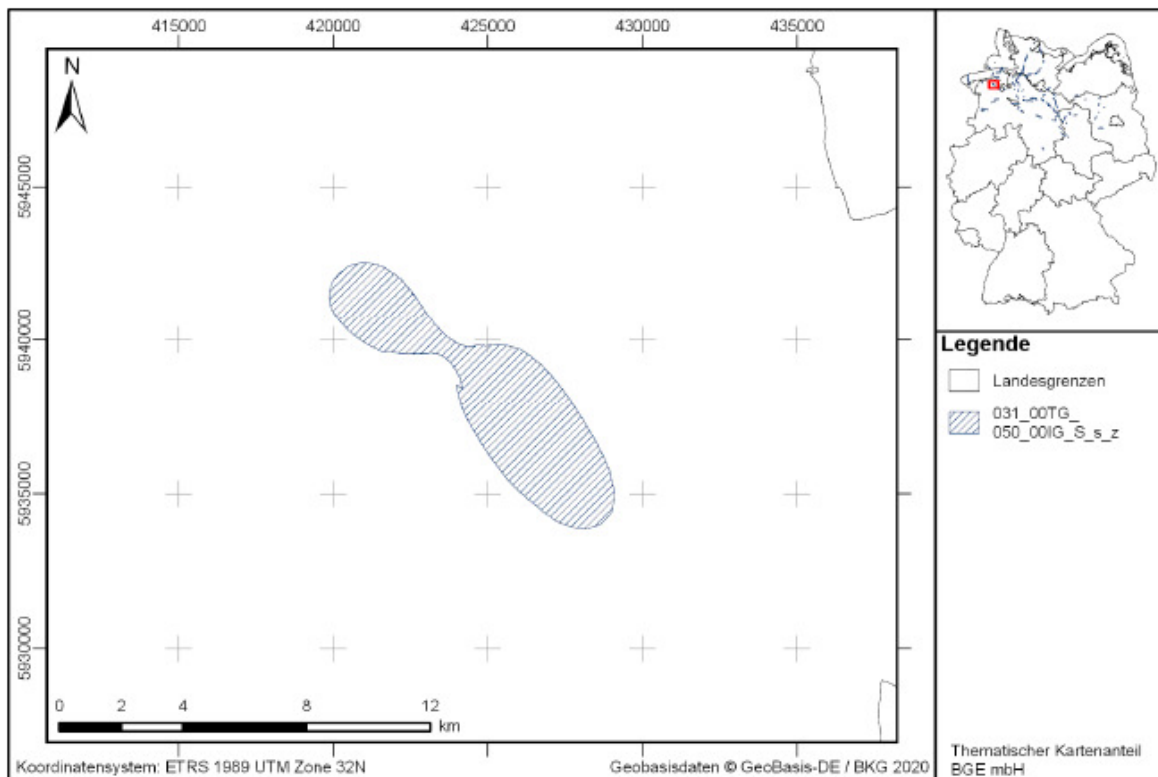 415000 420000 425000 430000 435000
N
5945000
5940000
5935000
5930000
0 2 4 8 12
km
Koordinatensystem: ETRS 1989 UTM Zone 32N
Geobasisdaten © GeoBasis-DE / BKG 2020
Legende
Landesgrenzen
031_00TG_
050_00IG_S_s_z
Thematischer Kartenanteil
BGE mbH